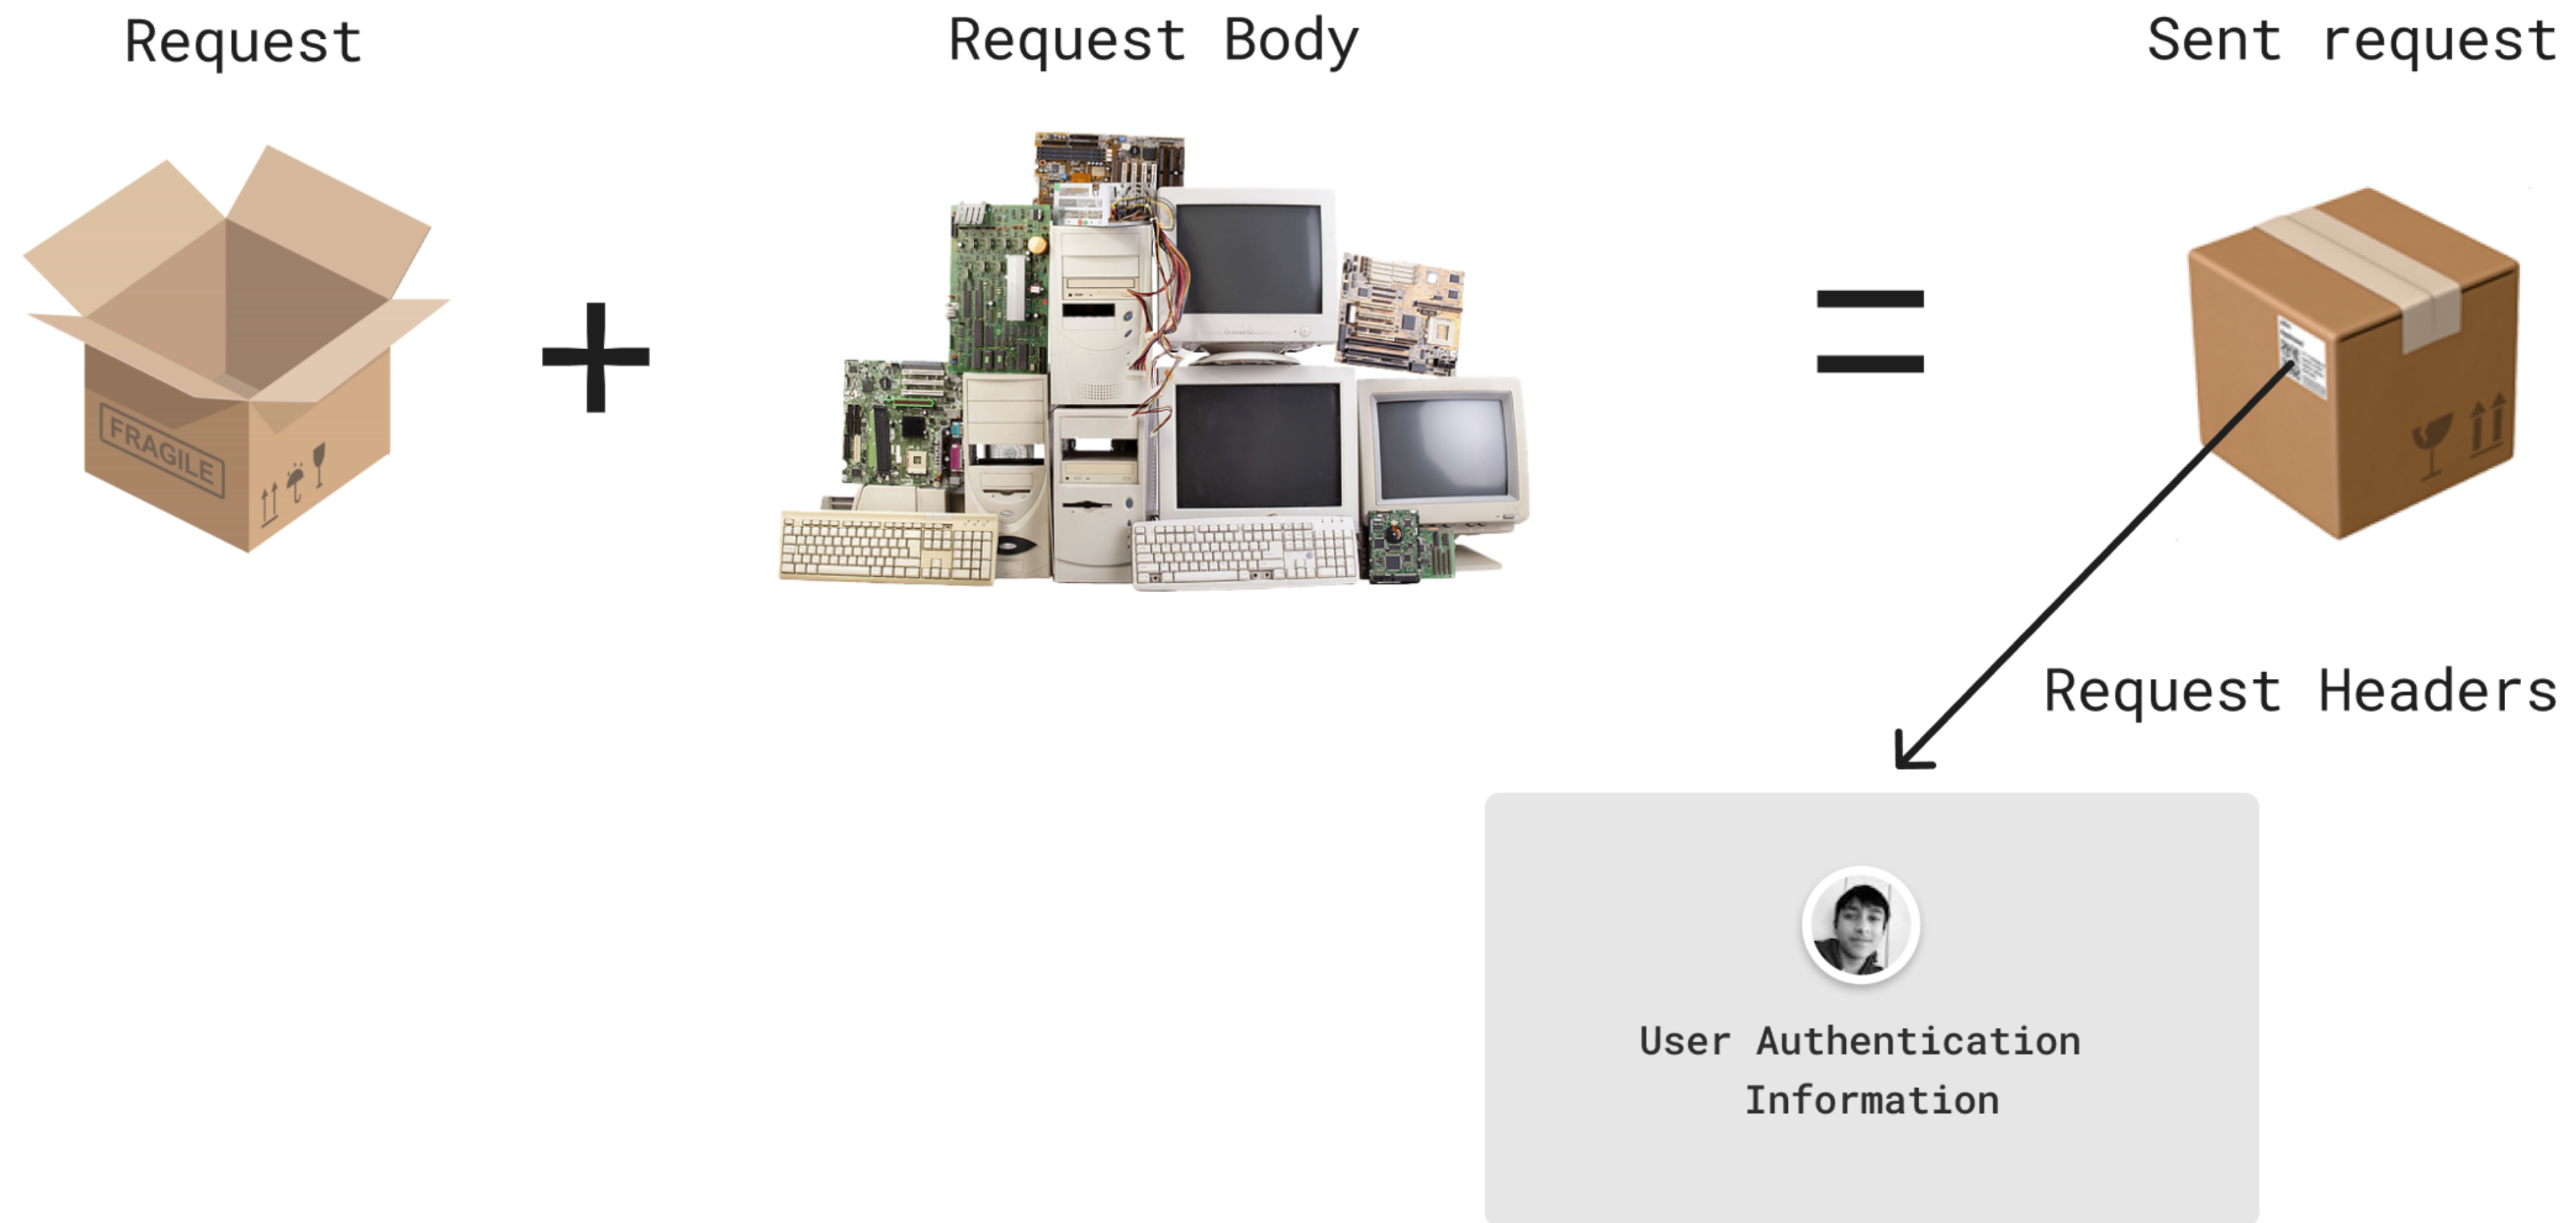 Request
Request Body
Sent request
FRAGILE
Request Headers
User Authentication
Information